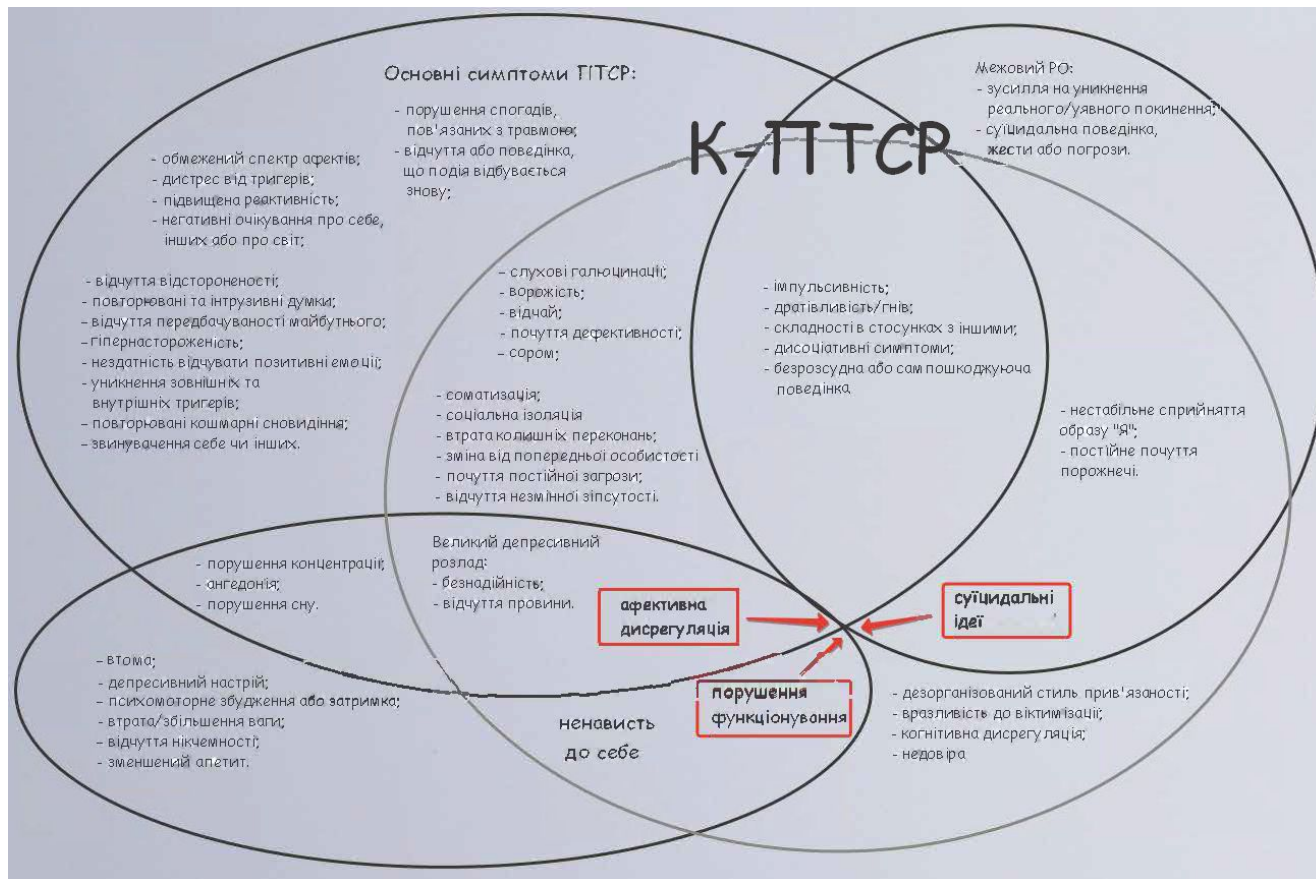 Основні симптоми ПТСР:
- порушення спогадів,
пов'язаних з травмою;
- відчуття або поведінка,
що подія відбувається
знову;
- обмежений спектр афектів;
- дистрес від тригерів;
- підвищена реактивність;
- негативні очікування про себе,
інших або про світ;
- відчуття відстороненості;
- повторювані та інтрузивні думки;
- відчуття передбачуваності майбутнього;
- гіпернастороженість;
- нездатність відчувати позитивні емоції;
- уникнення зовнішніх та
внутрішніх тригерів;
- повторювані кошмарні сновидіння;
- звинувачення себе чи інших.
К-ПТСР
Межовий РО:
- зусилля на уникнення
реального/уявного покинення;
- суїцидальна поведінка,
жести або погрози.
- слухові галюцинації;
- ворожість;
- відчай;
- почуття дефективності;
- сором;
- соматизація;
- соціальна ізоляція
- втрата колишніх переконань;
- зміна від попередньої особистості
- почуття постійної загрози;
- відчуття незмінної зіпсутості.
- імпульсивність;
- дратівливість/гнів;
- складності в стосунках з іншими;
- дисоціативні симптоми;
- безрозсудна або сам пошкоджуюча
поведінка
- нестабільне сприйняття
образу "Я";
- постійне почуття
порожнечі.
- порушення концентрації;
- ангедонія;
- порушення сну.
Великий депресивний
розлад:
- безнадійність;
- відчуття провини.
афективна
дисрегуляція
суїцидальні
ідеї
порушення
функціонування
- втома;
- депресивний настрій;
- психомоторне збудження або затримка;
- втрата/збільшення ваги;
- відчуття нікчемності;
- зменшений апетит.
ненависть
до себе
- дезорганізований стиль прив'язаності;
- вразливість до віктимізації;
- когнітивна дисрегуляція;
- недовіра